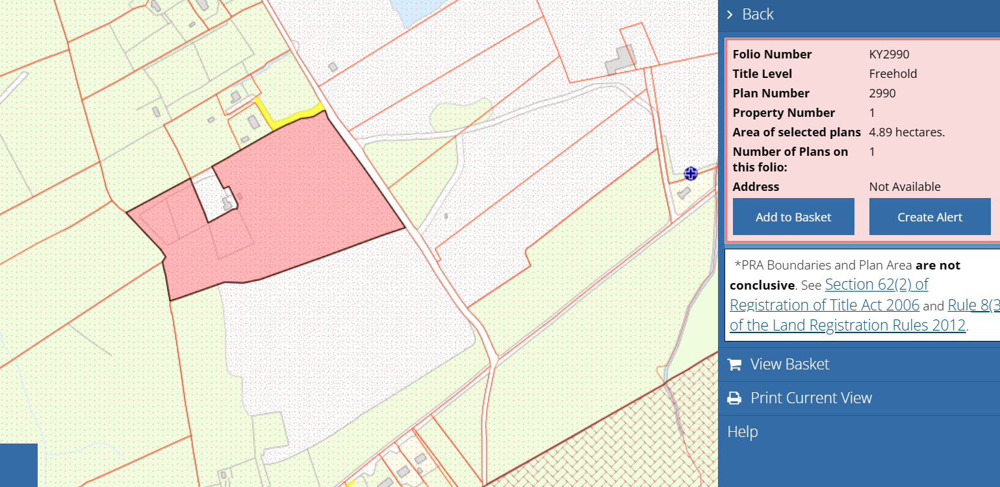 Back
Folio Number KY2990
Title Level Freehold
Plan Number 2990
Property Number 1
Area of selected plans 4.89 hectares.
Number of Plans on 1
this folio:
Address Not Available
Add to Basket Create Alert
*PRA Boundaries and Plan Area are not
conclusive. See Section 62(2) of
Registration of Title Act 2006 and Rule 8(3
of the Land Registration Rules 2012.
View Basket
Print Current View
Help